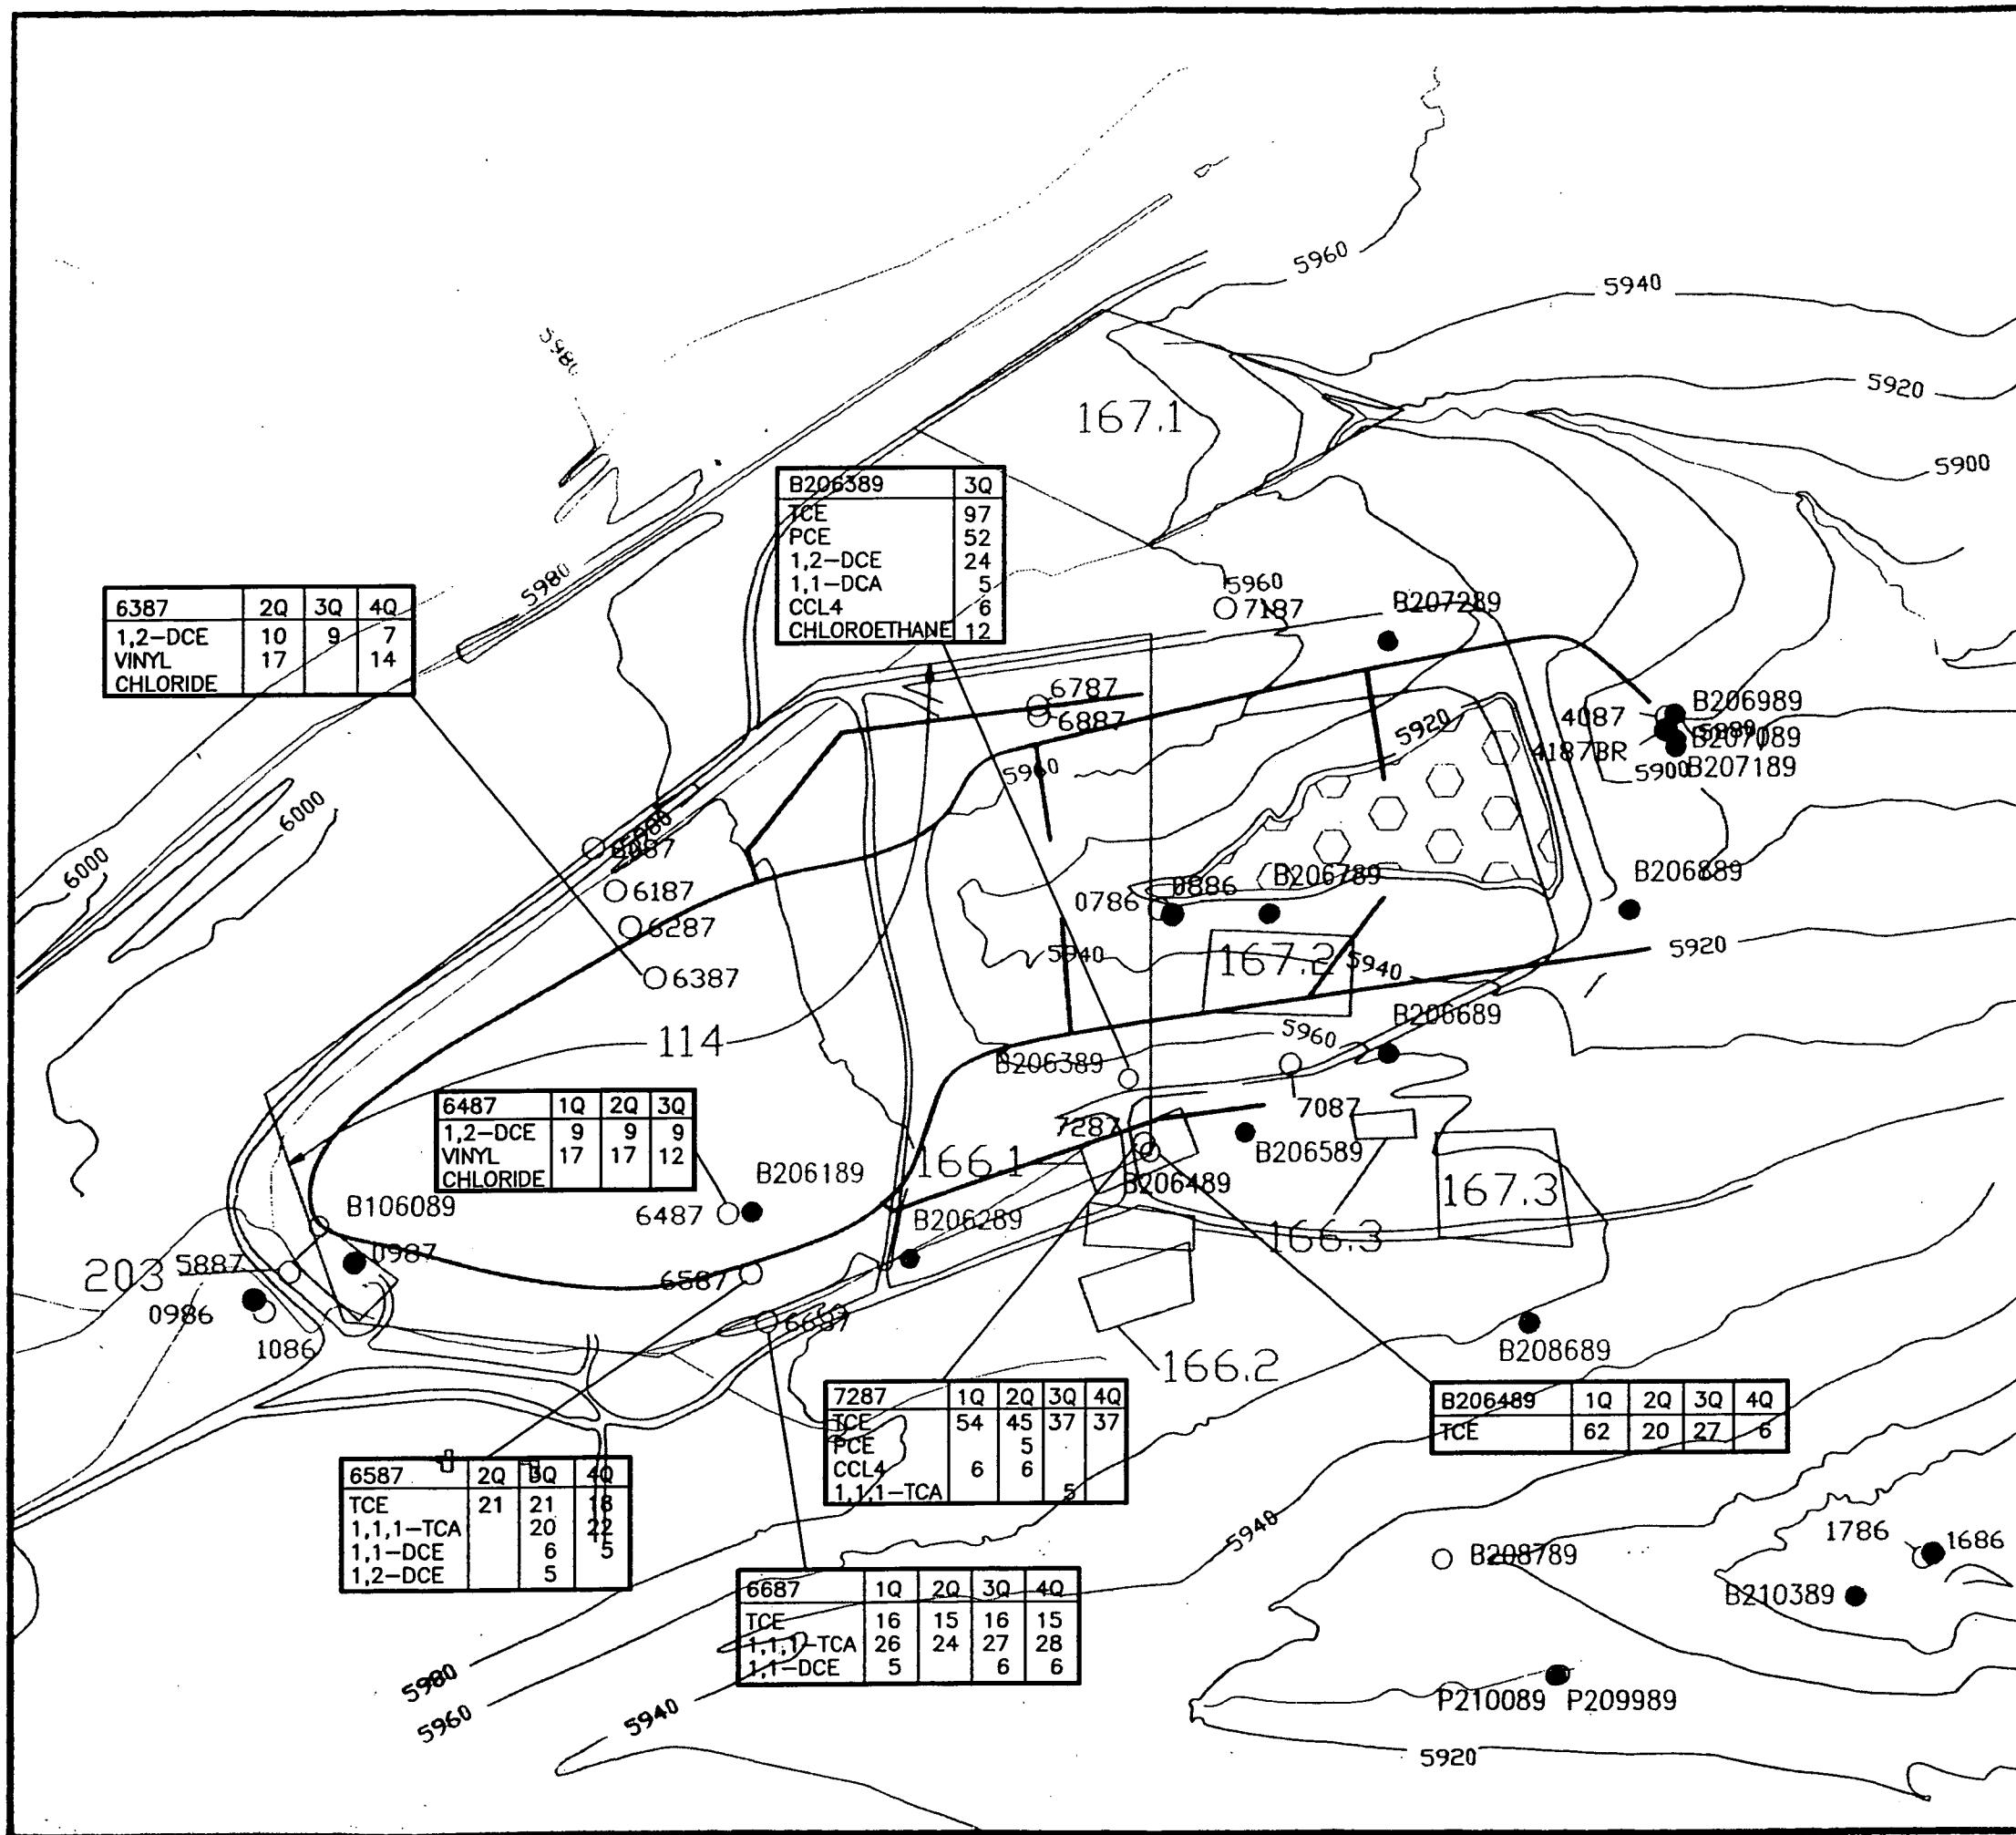 5960
5940
5980
5920
167.1
5900
B206389 3Q
TCE 97
PCE 52
1,2-DCE 24
1,1-DCA 5
CCL4 6
CHLOROETHANE 12
5980
6387 2Q 3Q 4Q
1,2-DCE 10 9 7
VINYL 17 14
CHLORIDE
5960
7187
B207289
6787
6887
5920
4087
B206989
B207089
4187BR
5900
B207189
5960
6000
6000
6187
6287
6387
0786
0886
B206789
B206889
5940
167.2
5940
5920
B206689
114
5960
B206389
7087
6487 1Q 2Q 3Q
1,2-DCE 9 9 9
VINYL 17 17 12
CHLORIDE
7287
B206589
166.1
B206189
B206489
167.3
B106089
6487
B206289
166.3
203
5887
0987
6587
0986
6687
1086
B208689
166.2
7287 1Q 2Q 3Q 4Q
TCE 54 45 37 37
PCE 5
CCL4 6 6
1,1,1-TCA 5
B206489 1Q 2Q 3Q 4Q
TCE 62 20 27 6
6587 2Q 3Q 4Q
TCE 21 21 18
1,1,1-TCA 20 22
1,1-DCE 6 5
1,2-DCE 5
5940
1786
1686
B208789
B210389
6687 1Q 2Q 3Q 4Q
TCE 16 15 16 15
1,1,1-TCA 26 24 27 28
1,1-DCE 5 6 6
5980
5960
5940
P210089 P209989
5920